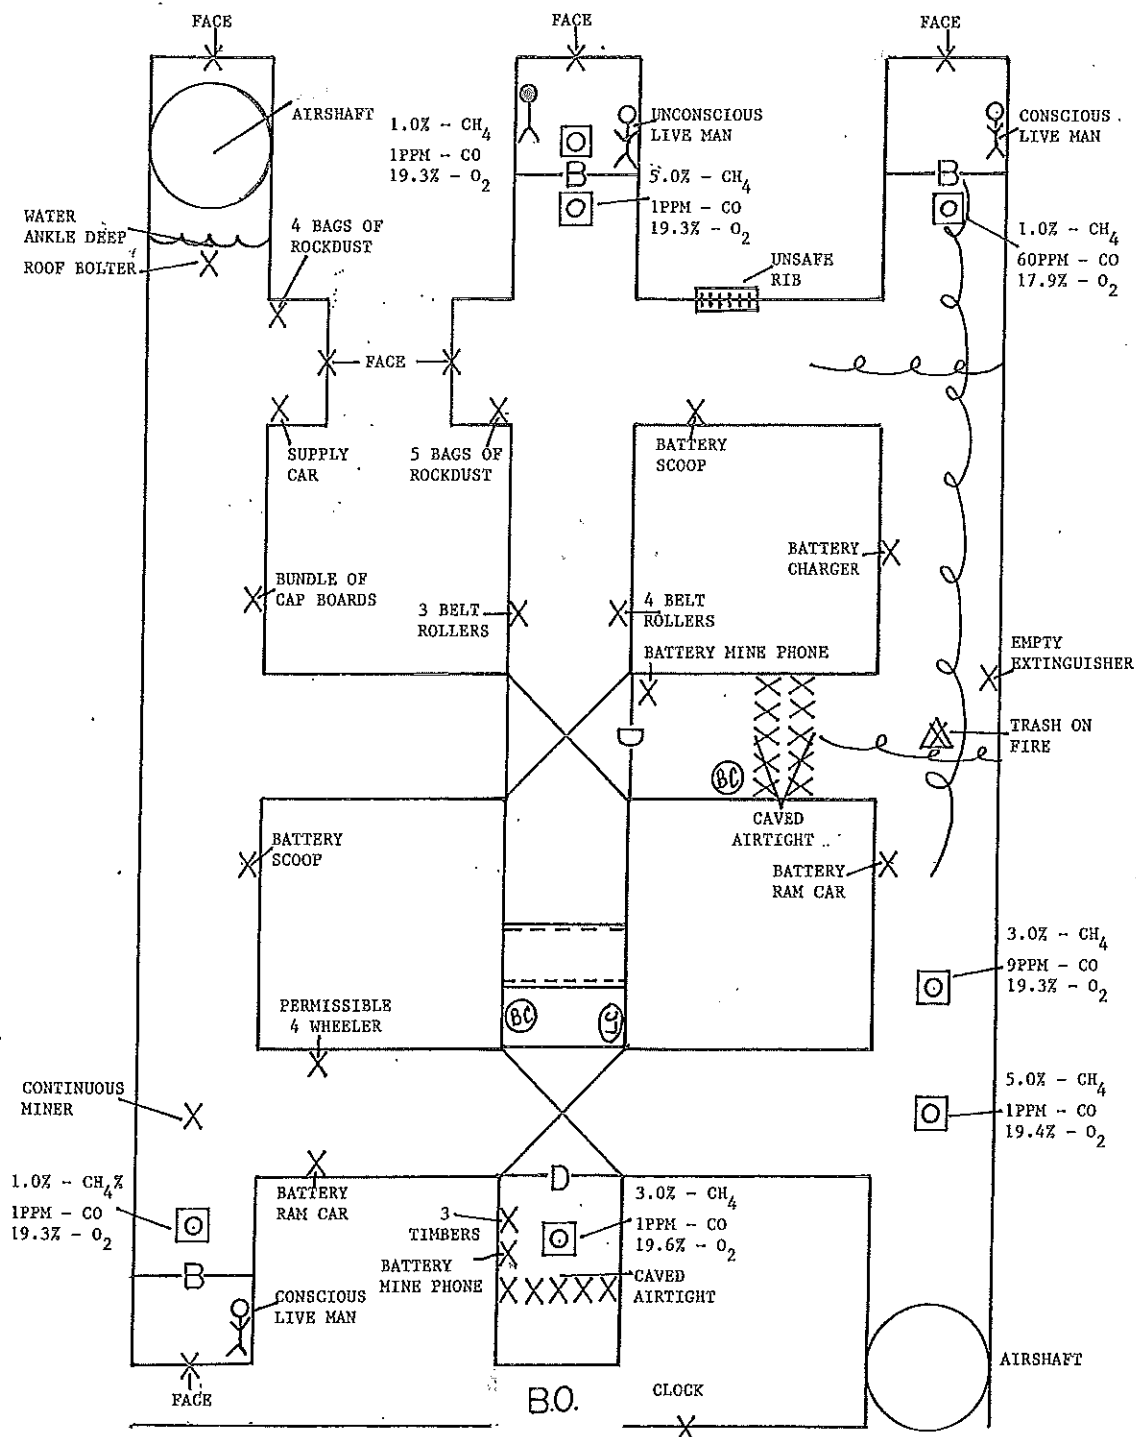 FACE
FACE
FACE
AIRSHAFT
1.0% - CH4
1PPM - CO
19.3% - O2
UNCONSCIOUS
LIVE MAN
CONSCIOUS
LIVE MAN
B
5.0% - CH4
1PPM - CO
19.3% - O2
B
WATER
ANKLE DEEP
ROOF BOLTER
4 BAGS OF
ROCKDUST
UNSAFE
RIB
1.0% - CH4
60PPM - CO
17.9% - O2
FACE
SUPPLY
CAR
5 BAGS OF
ROCKDUST
BATTERY
SCOOP
BATTERY
CHARGER
BUNDLE OF
CAP BOARDS
3 BELT
ROLLERS
4 BELT
ROLLERS
BATTERY MINE PHONE
EMPTY
EXTINGUISHER
D
TRASH ON
FIRE
BC
CAVED
AIRTIGHT
BATTERY
SCOOP
BATTERY
RAM CAR
3.0% - CH4
9PPM - CO
19.3% - O2
PERMISSIBLE
4 WHEELER
BC
CONTINUOUS
MINER
5.0% - CH4
1PPM - CO
19.4% - O2
1.0% - CH4%
1PPM - CO
19.3% - O2
BATTERY
RAM CAR
D
3.0% - CH4
1PPM - CO
19.6% - O2
3
TIMBERS
BATTERY
MINE PHONE
CAVED
AIRTIGHT
B
CONSCIOUS
LIVE MAN
AIRSHAFT
FACE
B.O.
CLOCK